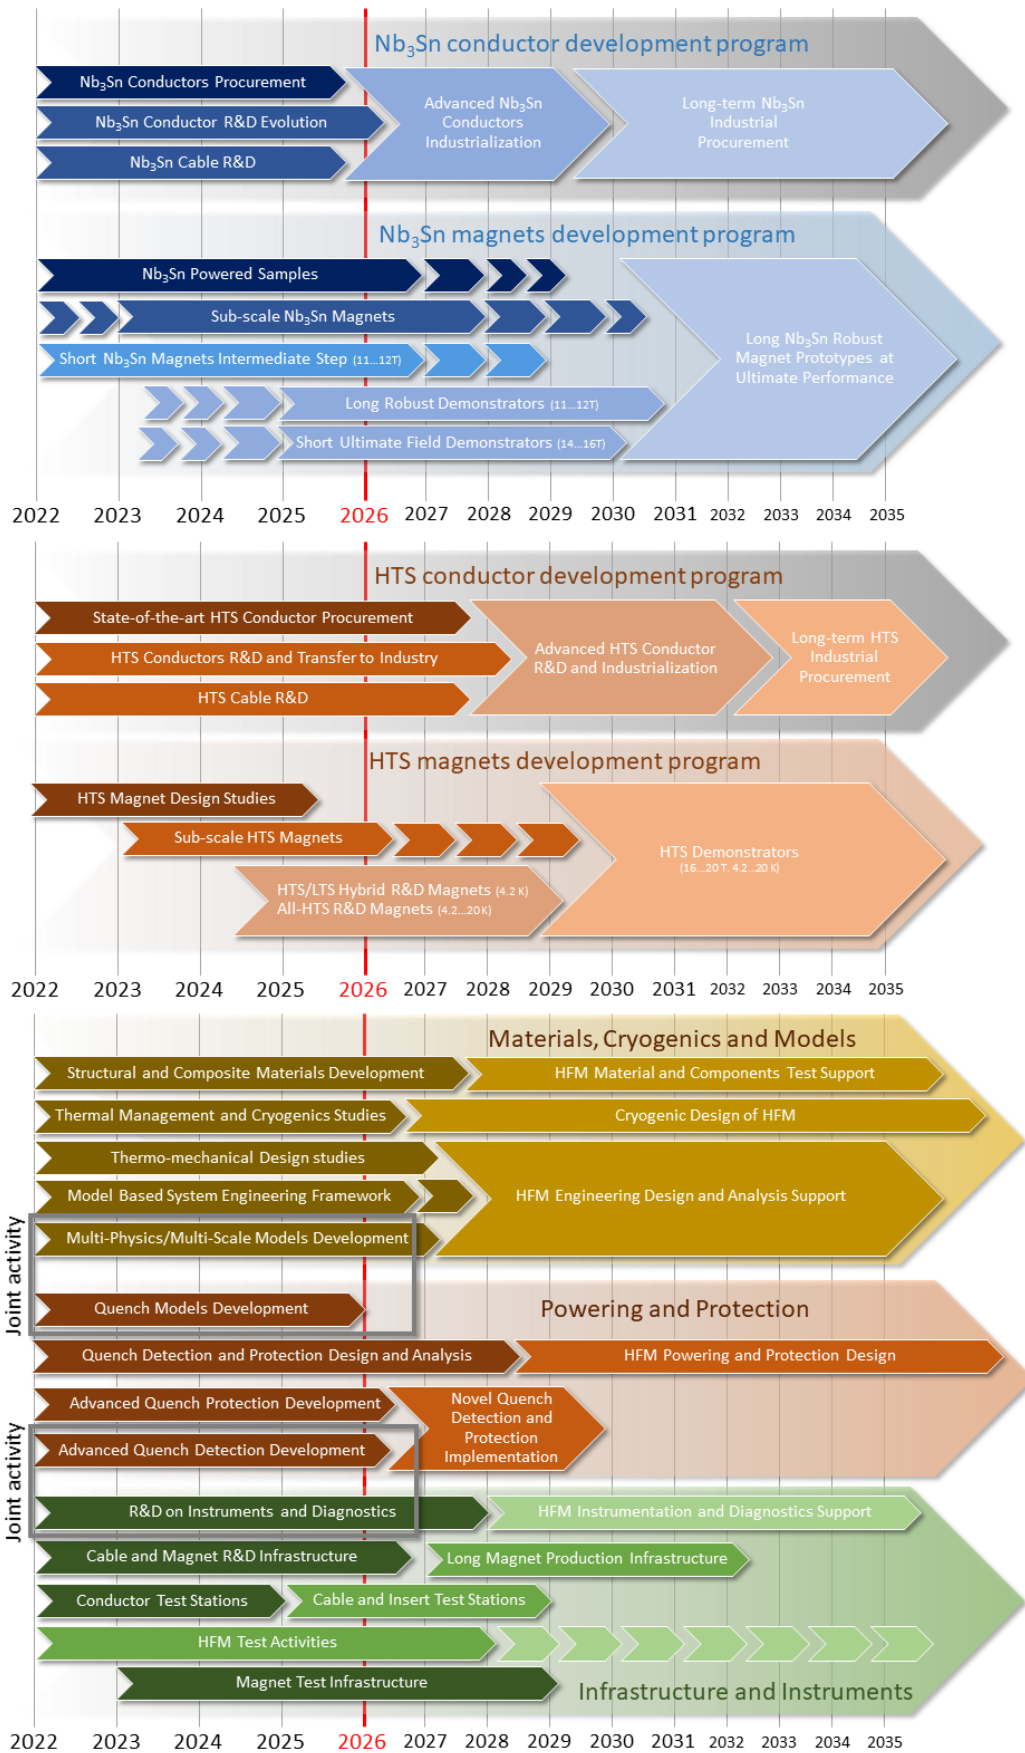 Nb₃Sn conductor development program
Nb₃Sn Conductors Procurement
Nb₃Sn Conductor R&D Evolution
Nb₃Sn Cable R&D
Advanced Nb₃Sn
Conductors
Industrialization
Long-term Nb₃Sn
Industrial
Procurement
Nb₃Sn magnets development program
Nb₃Sn Powered Samples
Sub-scale Nb₃Sn Magnets
Short Nb₃Sn Magnets Intermediate Step (11...12T)
Long Robust Demonstrators (11...12T)
Short Ultimate Field Demonstrators (14...16T)
Long Nb₃Sn Robust
Magnet Prototypes at
Ultimate Performance
2022 2023 2024 2025 2026 2027 2028 2029 2030 2031 2032 2033 2034 2035
HTS conductor development program
State-of-the-art HTS Conductor Procurement
HTS Conductors R&D and Transfer to Industry
HTS Cable R&D
Advanced HTS Conductor
R&D and Industrialization
Long-term HTS
Industrial
Procurement
HTS magnets development program
HTS Magnet Design Studies
Sub-scale HTS Magnets
HTS/LTS Hybrid R&D Magnets (4.2 K)
All-HTS R&D Magnets (4.2...20 K)
HTS Demonstrators
(16...20 T. 4.2...20 K)
2022 2023 2024 2025 2026 2027 2028 2029 2030 2031 2032 2033 2034 2035
Materials, Cryogenics and Models
Structural and Composite Materials Development
HFM Material and Components Test Support
Thermal Management and Cryogenics Studies
Cryogenic Design of HFM
Thermo-mechanical Design studies
Model Based System Engineering Framework
HFM Engineering Design and Analysis Support
Multi-Physics/Multi-Scale Models Development
Joint activity
Quench Models Development
Powering and Protection
Quench Detection and Protection Design and Analysis
HFM Powering and Protection Design
Advanced Quench Protection Development
Novel Quench
Detection and
Protection
Implementation
Advanced Quench Detection Development
Joint activity
R&D on Instruments and Diagnostics
HFM Instrumentation and Diagnostics Support
Cable and Magnet R&D Infrastructure
Long Magnet Production Infrastructure
Conductor Test Stations
Cable and Insert Test Stations
HFM Test Activities
Magnet Test Infrastructure
Infrastructure and Instruments
2022 2023 2024 2025 2026 2027 2028 2029 2030 2031 2032 2033 2034 2035